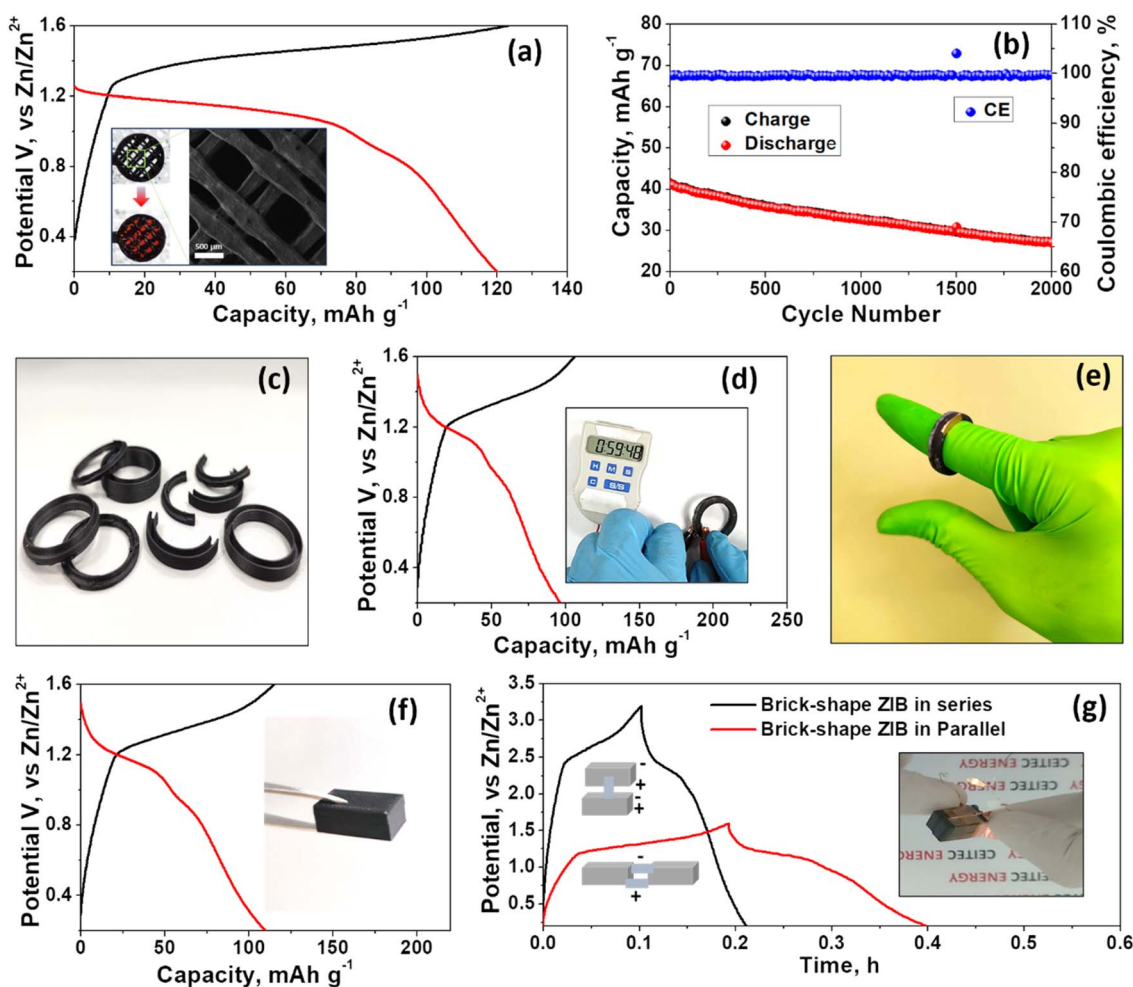 (a)
Potential V, vs Zn/Zn²⁺
1.6
1.2
0.8
0.4
500 μm
0 20 40 60 80 100 120 140
Capacity, mAh g⁻¹
(b)
Capacity, mAh g⁻¹
80
70
60
50
40
30
20
Charge
Discharge
CE
110
100
90
80
70
60
Coulombic efficiency, %
0 500 1000 1500 2000
Cycle Number
(c)
(d)
Potential V, vs Zn/Zn²⁺
1.6
1.2
0.8
0.4
0:59:48
H M S
C S/S
0 50 100 150 200 250
Capacity, mAh g⁻¹
(e)
(f)
Potential V, vs Zn/Zn²⁺
1.6
1.2
0.8
0.4
0 50 100 150 200
Capacity, mAh g⁻¹
(g)
Potential, vs Zn/Zn²⁺
3.5
3.0
2.5
2.0
1.5
1.0
0.5
Brick-shape ZIB in series
Brick-shape ZIB in Parallel
-
+
-
+
-
+
CEITEC ENERGY
CEITEC ENERGY
CEITEC ENERGY
0.0 0.1 0.2 0.3 0.4 0.5 0.6
Time, h